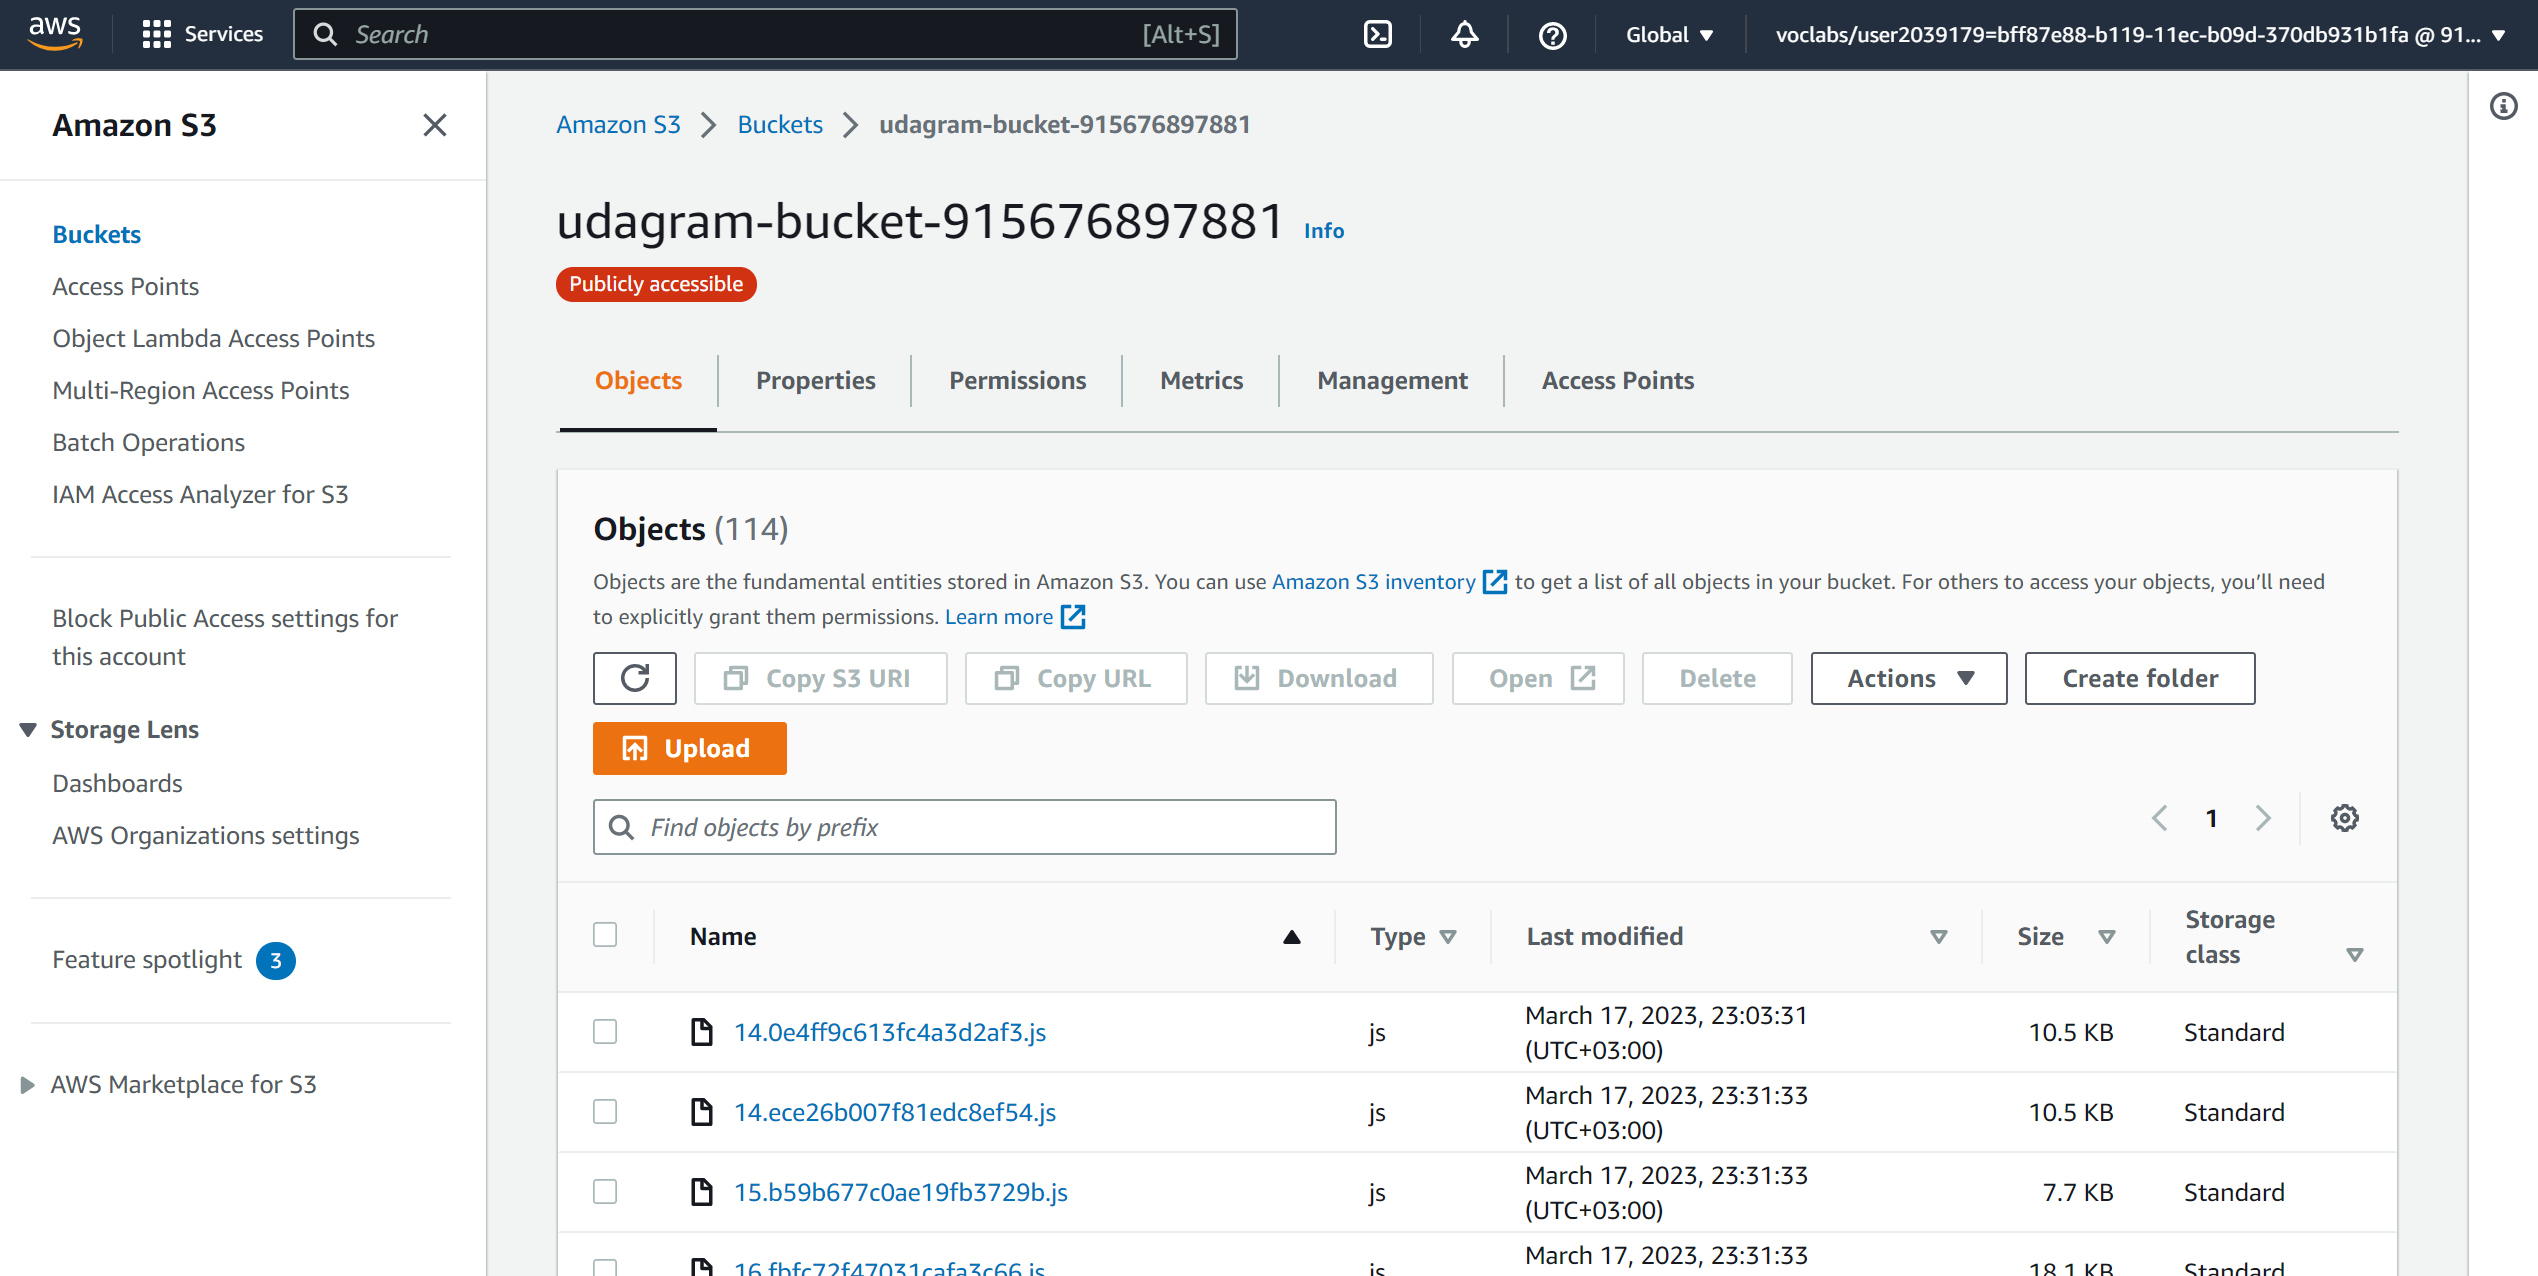 aws
Services
Search
[Alt+S]
Global
voclabs/user2039179=bff87e88-b119-11ec-b09d-370db931b1fa @ 91...
Amazon S3
Buckets
Access Points
Object Lambda Access Points
Multi-Region Access Points
Batch Operations
IAM Access Analyzer for S3
Block Public Access settings for
this account
Storage Lens
Dashboards
AWS Organizations settings
Feature spotlight 3
AWS Marketplace for S3
Amazon S3 > Buckets > udagram-bucket-915676897881
udagram-bucket-915676897881 Info
Publicly accessible
Objects
Properties
Permissions
Metrics
Management
Access Points
Objects (114)
Objects are the fundamental entities stored in Amazon S3. You can use Amazon S3 inventory to get a list of all objects in your bucket. For others to access your objects, you’ll need
to explicitly grant them permissions. Learn more
Copy S3 URI
Copy URL
Download
Open
Delete
Actions
Create folder
Upload
Find objects by prefix
1
Name
Type
Last modified
Size
Storage
class
14.0e4ff9c613fc4a3d2af3.js
js
March 17, 2023, 23:03:31
(UTC+03:00)
10.5 KB
Standard
14.ece26b007f81edc8ef54.js
js
March 17, 2023, 23:31:33
(UTC+03:00)
10.5 KB
Standard
15.b59b677c0ae19fb3729b.js
js
March 17, 2023, 23:31:33
(UTC+03:00)
7.7 KB
Standard
16.fbfc72f47031cafa3c66.js
js
March 17, 2023, 23:31:33
18.1 KB
Standard